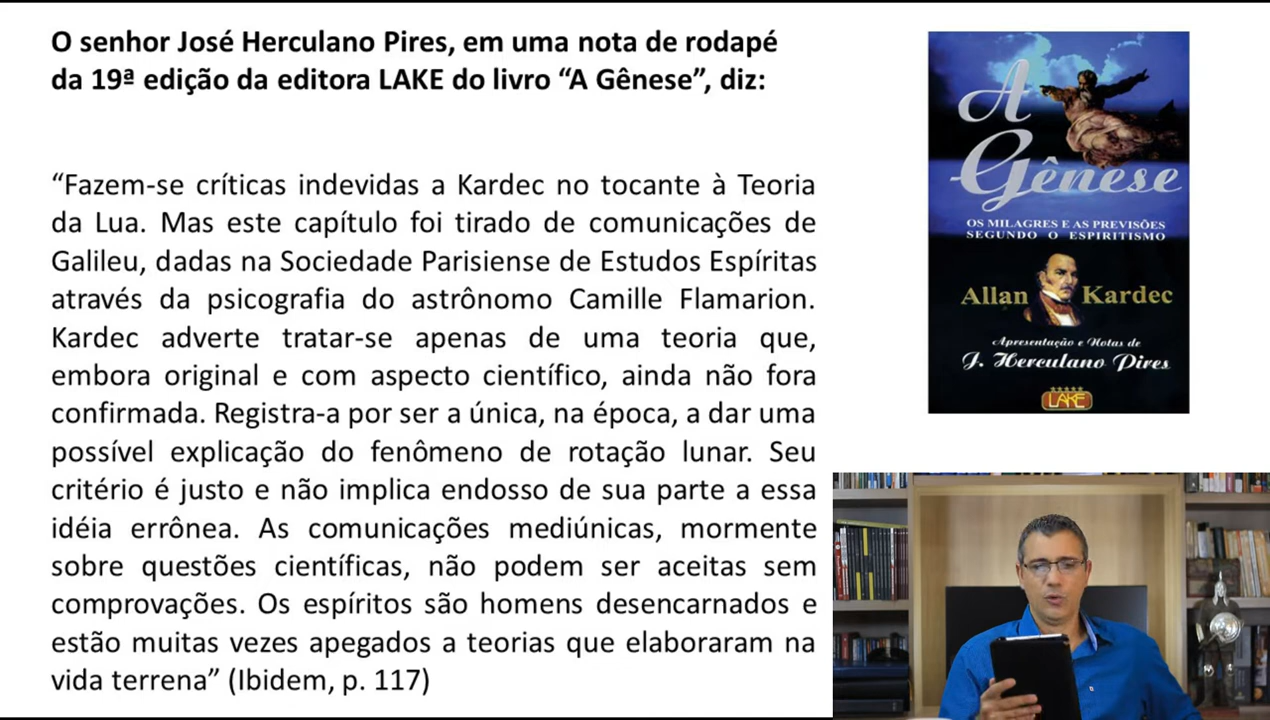 O senhor José Herculano Pires, em uma nota de rodapé
da 19ª edição da editora LAKE do livro “A Gênese”, diz:
“Fazem-se críticas indevidas a Kardec no tocante à Teoria
da Lua. Mas este capítulo foi tirado de comunicações de
Galileu, dadas na Sociedade Parisiense de Estudos Espíritas
através da psicografia do astrônomo Camille Flamarion.
Kardec adverte tratar-se apenas de uma teoria que,
embora original e com aspecto científico, ainda não fora
confirmada. Registra-a por ser a única, na época, a dar uma
possível explicação do fenômeno de rotação lunar. Seu
critério é justo e não implica endosso de sua parte a essa
idéia errônea. As comunicações mediúnicas, mormente
sobre questões científicas, não podem ser aceitas sem
comprovações. Os espíritos são homens desencarnados e
estão muitas vezes apegados a teorias que elaboraram na
vida terrena” (Ibidem, p. 117)
A
Gênese
OS MILAGRES E AS PREVISÕES
SEGUNDO O ESPIRITISMO
Allan Kardec
Apresentação e Notas de
J. Herculano Pires
LAKE